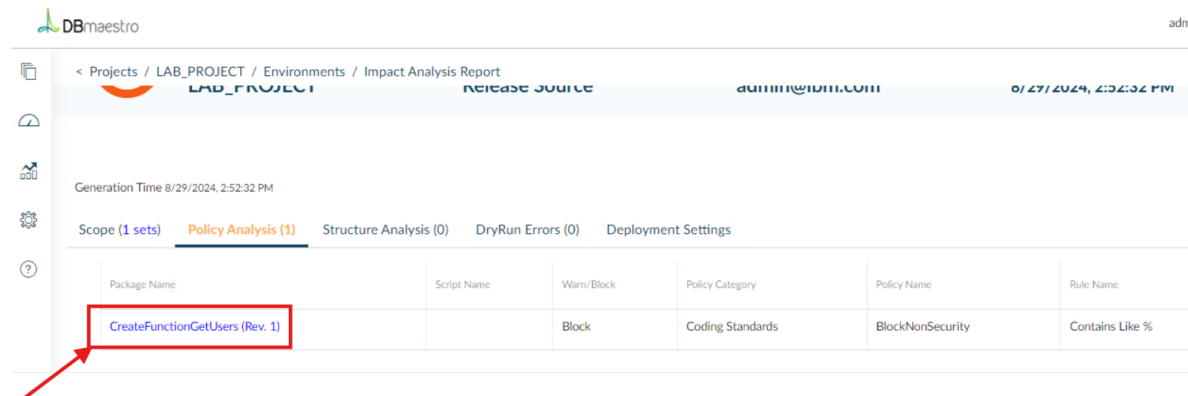 DBmaestro
adm
< Projects / LAB_PROJECT / Environments / Impact Analysis Report
LAB_PROJECT Release Source admin@ibm.com 8/29/2024, 2:52:32 PM
Generation Time 8/29/2024, 2:52:32 PM
Scope (1 sets) Policy Analysis (1) Structure Analysis (0) DryRun Errors (0) Deployment Settings
Package Name Script Name Warn/Block Policy Category Policy Name Rule Name
CreateFunctionGetUsers (Rev. 1) Block Coding Standards BlockNonSecurity Contains Like %
?